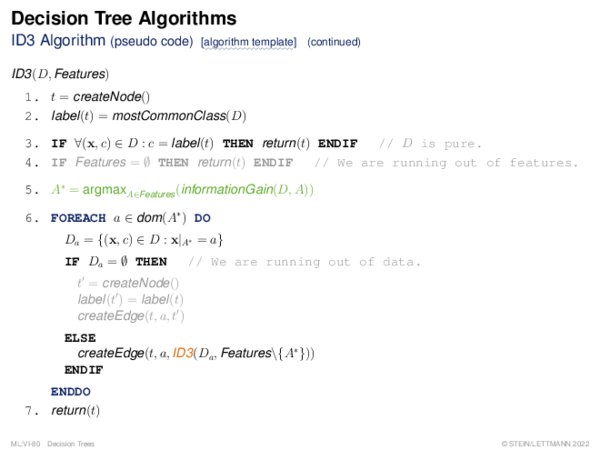 Decision Tree Algorithms
ID3 Algorithm (pseudo code) [algorithm template] (continued)
ID3(D, Features)
1. t = createNode()
2. label(t) = mostCommonClass(D)
3. IF ∀(x, c) ∈ D : c = label(t) THEN return(t) ENDIF // D is pure.
4. IF Features = ∅ THEN return(t) ENDIF // We are running out of features.
5. A* = argmax_{A∈Features}(informationGain(D, A))
6. FOREACH a ∈ dom(A*) DO
D_a = {(x, c) ∈ D : x|_{A*} = a}
IF D_a = ∅ THEN // We are running out of data.
t′ = createNode()
label(t′) = label(t)
createEdge(t, a, t′)
ELSE
createEdge(t, a, ID3(D_a, Features\{A*}))
ENDIF
ENDDO
7. return(t)
ML:VI-90 Decision Trees © STEIN/LETTMANN 2022